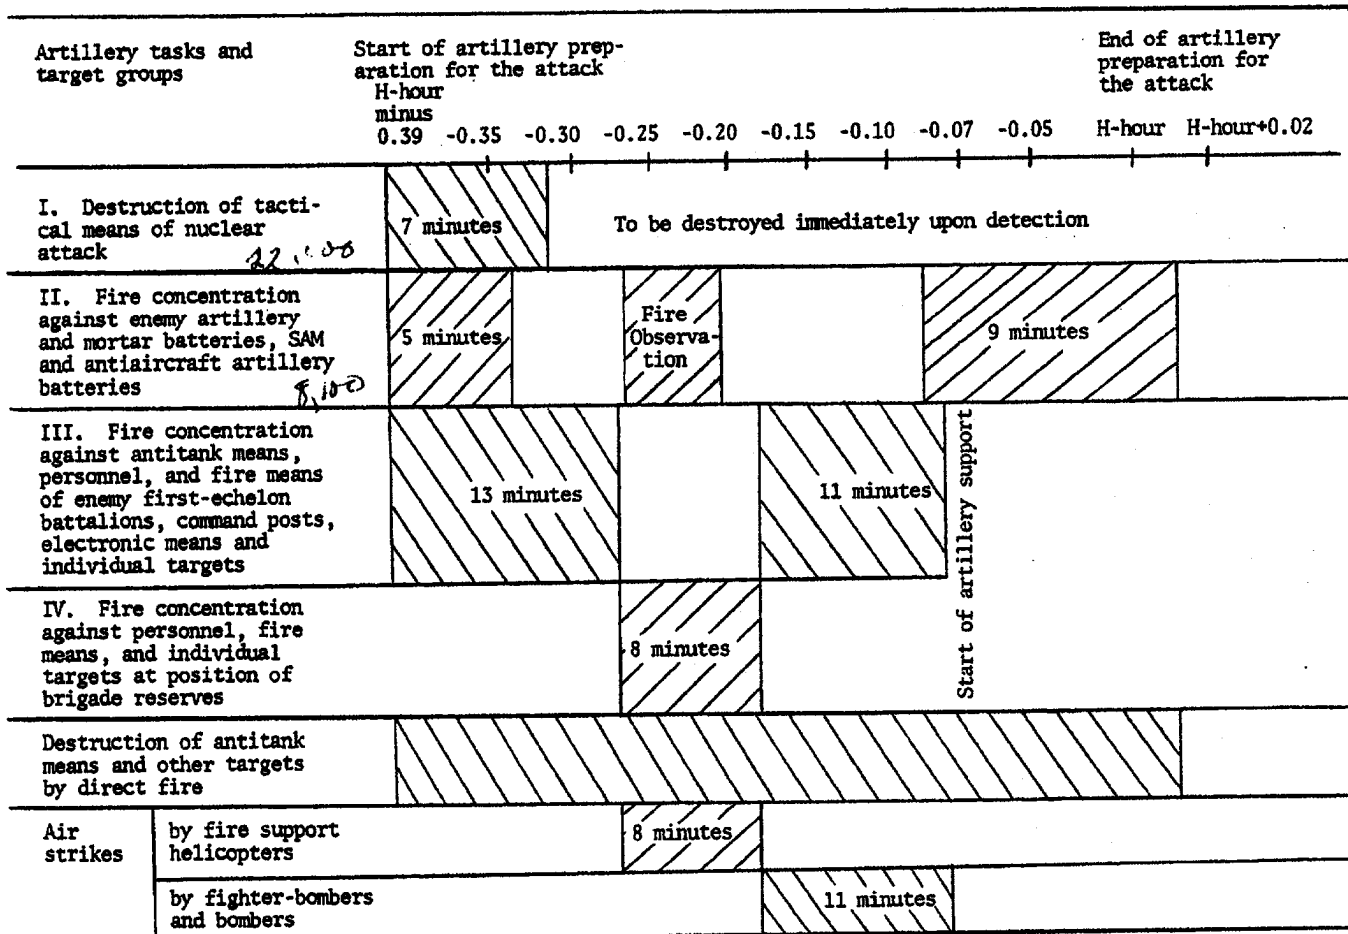 Artillery tasks and
target groups
Start of artillery prep-
aration for the attack
H-hour
minus
End of artillery
preparation for
the attack
0.39 -0.35 -0.30 -0.25 -0.20 -0.15 -0.10 -0.07 -0.05 H-hour H-hour+0.02
I. Destruction of tacti-
cal means of nuclear
attack
7 minutes
To be destroyed immediately upon detection
II. Fire concentration
against enemy artillery
and mortar batteries, SAM
and antiaircraft artillery
batteries
8,100
5 minutes
Fire
Observa-
tion
9 minutes
III. Fire concentration
against antitank means,
personnel, and fire means
of enemy first-echelon
battalions, command posts,
electronic means and
individual targets
13 minutes
11 minutes
Start of artillery support
IV. Fire concentration
against personnel, fire
means, and individual
targets at position of
brigade reserves
8 minutes
Destruction of antitank
means and other targets
by direct fire
Air
strikes
by fire support
helicopters
8 minutes
by fighter-bombers
and bombers
11 minutes